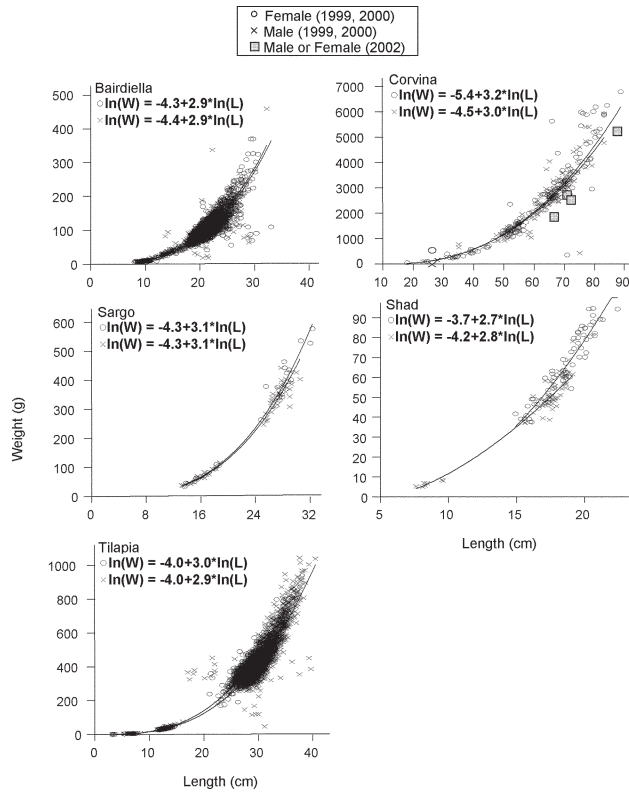 Female (1999, 2000)
Male (1999, 2000)
Male or Female (2002)
Bairdiella
ln(W) = -4.3+2.9*ln(L)
ln(W) = -4.4+2.9*ln(L)
500
400
300
200
100
0
0 10 20 30 40
Corvina
ln(W) = -5.4+3.2*ln(L)
ln(W) = -4.5+3.0*ln(L)
7000
6000
5000
4000
3000
2000
1000
0
10 20 30 40 50 60 70 80 90
Sargo
ln(W) = -4.3+3.1*ln(L)
ln(W) = -4.3+3.1*ln(L)
600
500
400
300
200
100
0
0 8 16 24 32
Weight (g)
Shad
ln(W) = -3.7+2.7*ln(L)
ln(W) = -4.2+2.8*ln(L)
90
80
70
60
50
40
30
20
10
0
5 10 15 20
Length (cm)
Tilapia
ln(W) = -4.0+3.0*ln(L)
ln(W) = -4.0+2.9*ln(L)
1000
800
600
400
200
0
0 10 20 30 40
Length (cm)